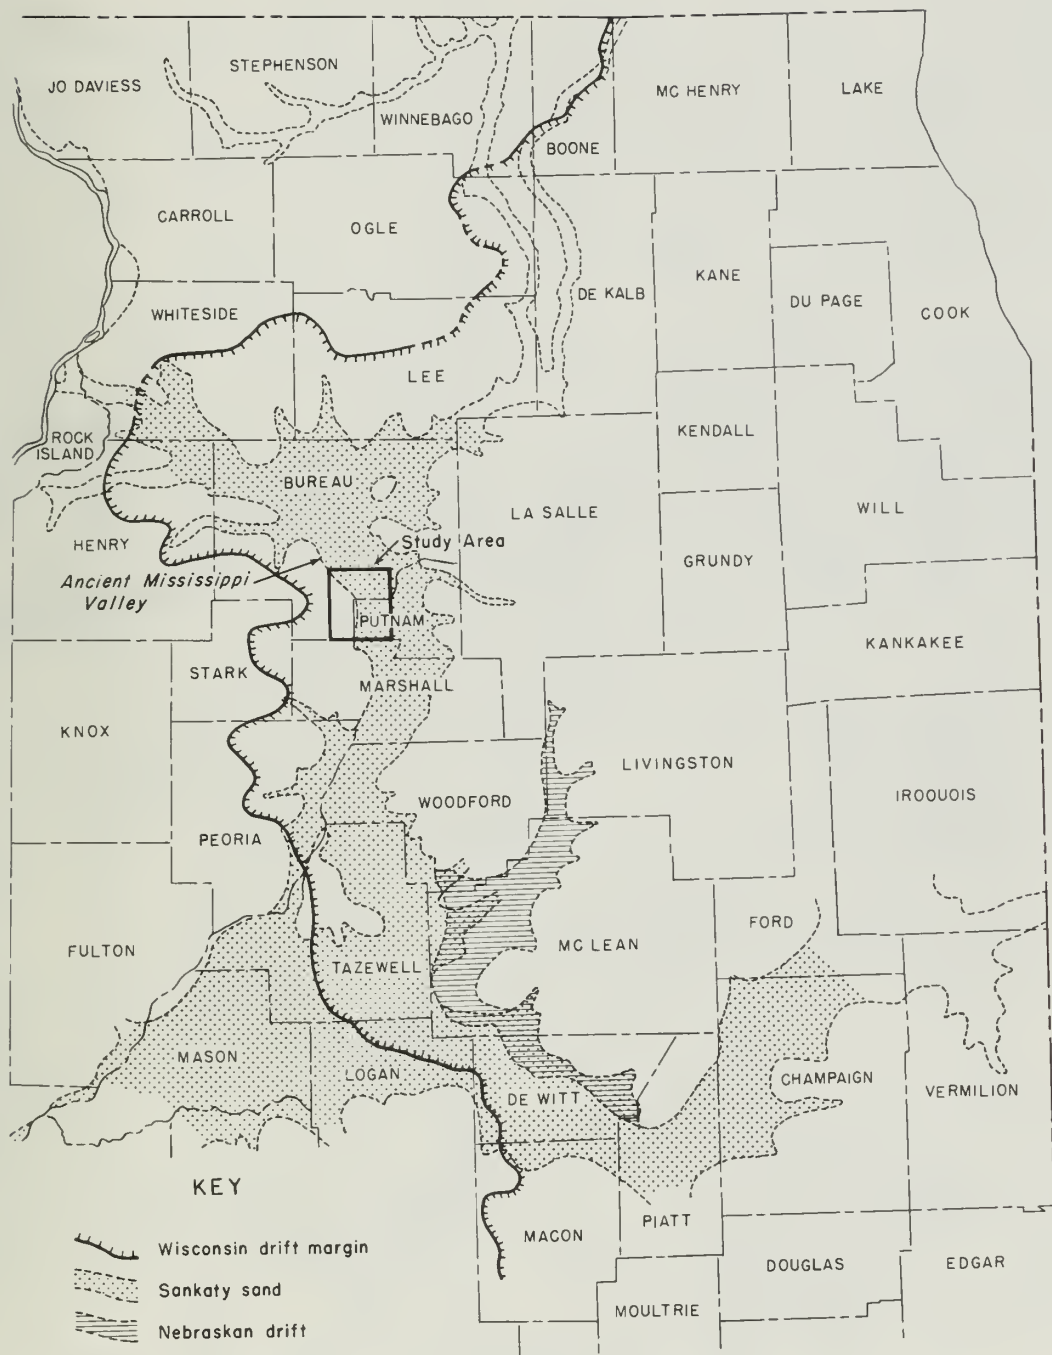 JO DAVIESS
STEPHENSON
WINNEBAGO
BOONE
MC HENRY
LAKE
CARROLL
OGLE
DE KALB
KANE
DU PAGE
COOK
WHITESIDE
LEE
ROCK
ISLAND
KENDALL
BUREAU
LA SALLE
WILL
HENRY
Study Area
GRUNDY
Ancient Mississippi
Valley
PUTNAM
KANKAKEE
STARK
MARSHALL
KNOX
LIVINGSTON
WOODFORD
IROQUOIS
PEORIA
FORD
FULTON
TAZEWELL
MC LEAN
MASON
LOGAN
DE WITT
CHAMPAIGN
VERMILION
MACON
PIATT
DOUGLAS
EDGAR
MOULTRIE
KEY
Wisconsin drift margin
Sankaty sand
Nebraskan drift